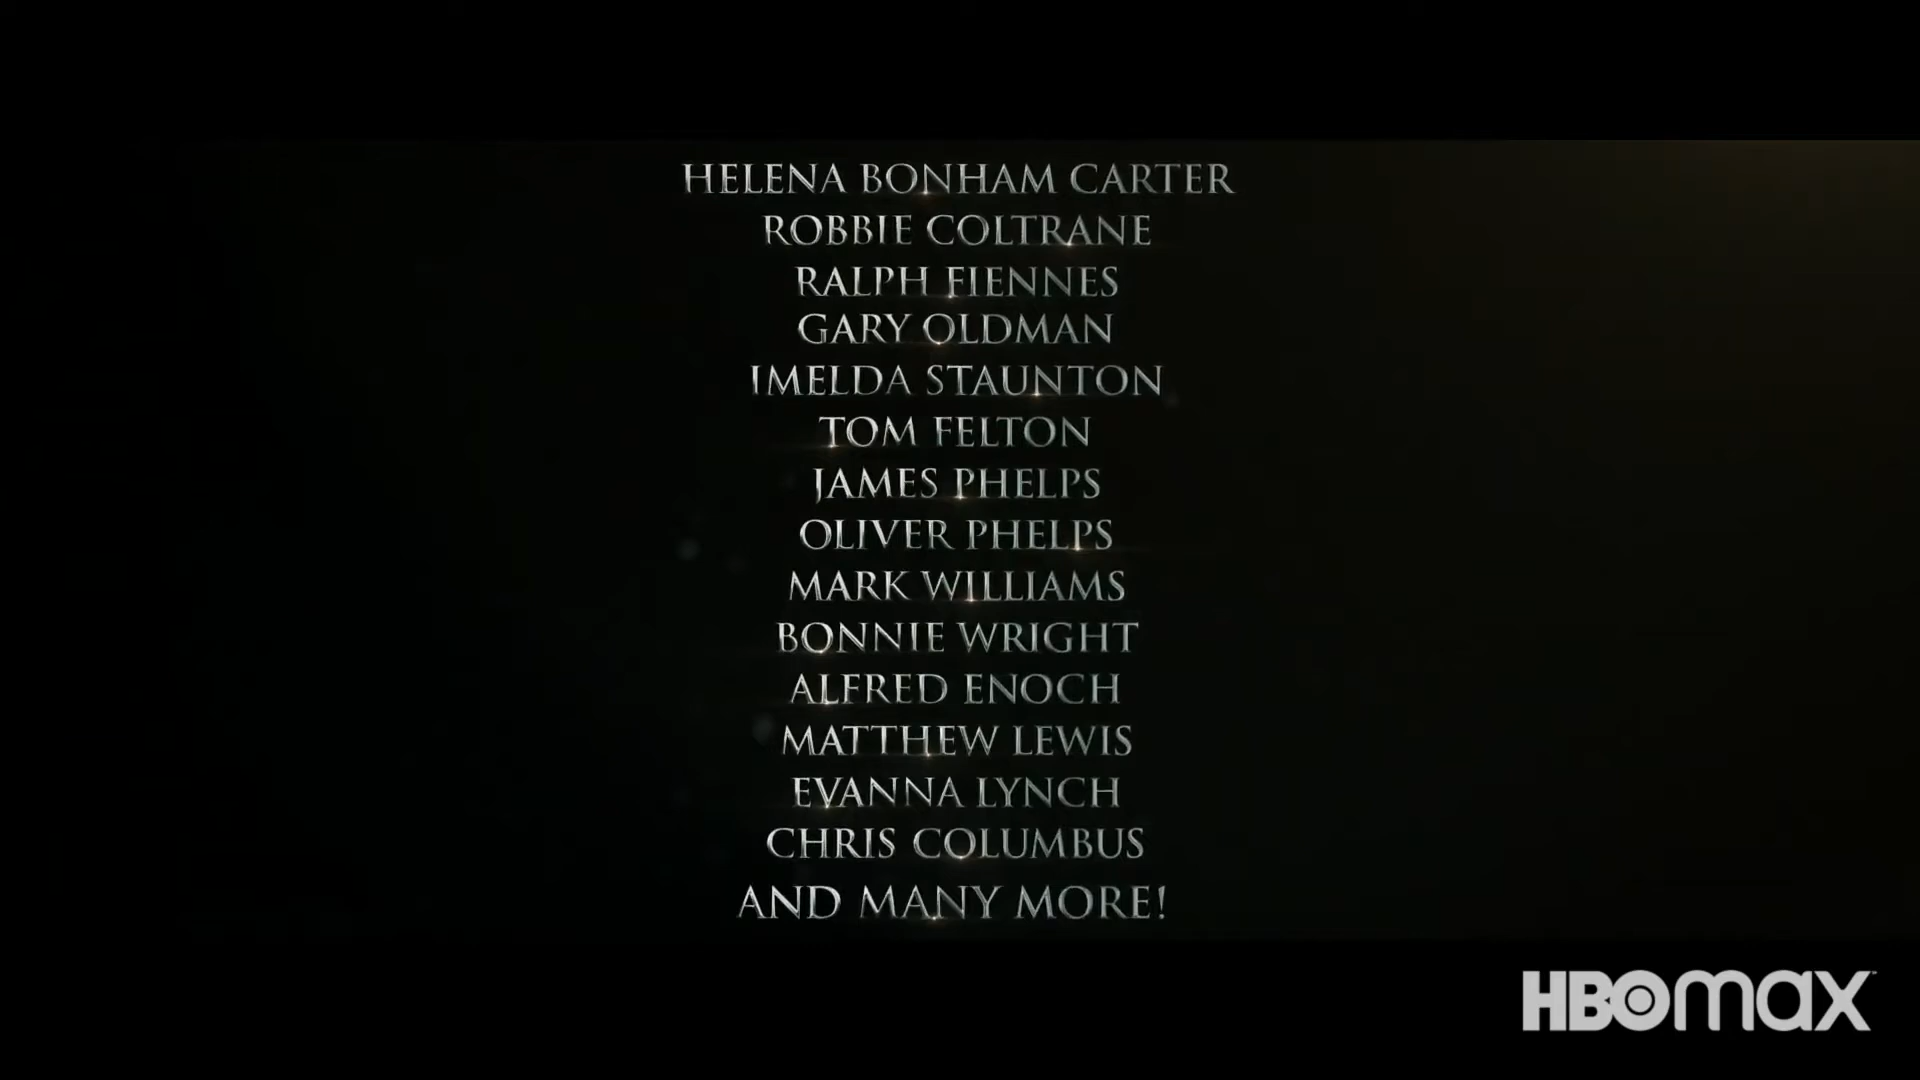 HELENA BONHAM CARTER
ROBBIE COLTRANE
RALPH FIENNES
GARY OLDMAN
IMELDA STAUNTON
TOM FELTON
JAMES PHELPS
OLIVER PHELPS
MARK WILLIAMS
BONNIE WRIGHT
ALFRED ENOCH
MATTHEW LEWIS
EVANNA LYNCH
CHRIS COLUMBUS
AND MANY MORE!
HBOMAX